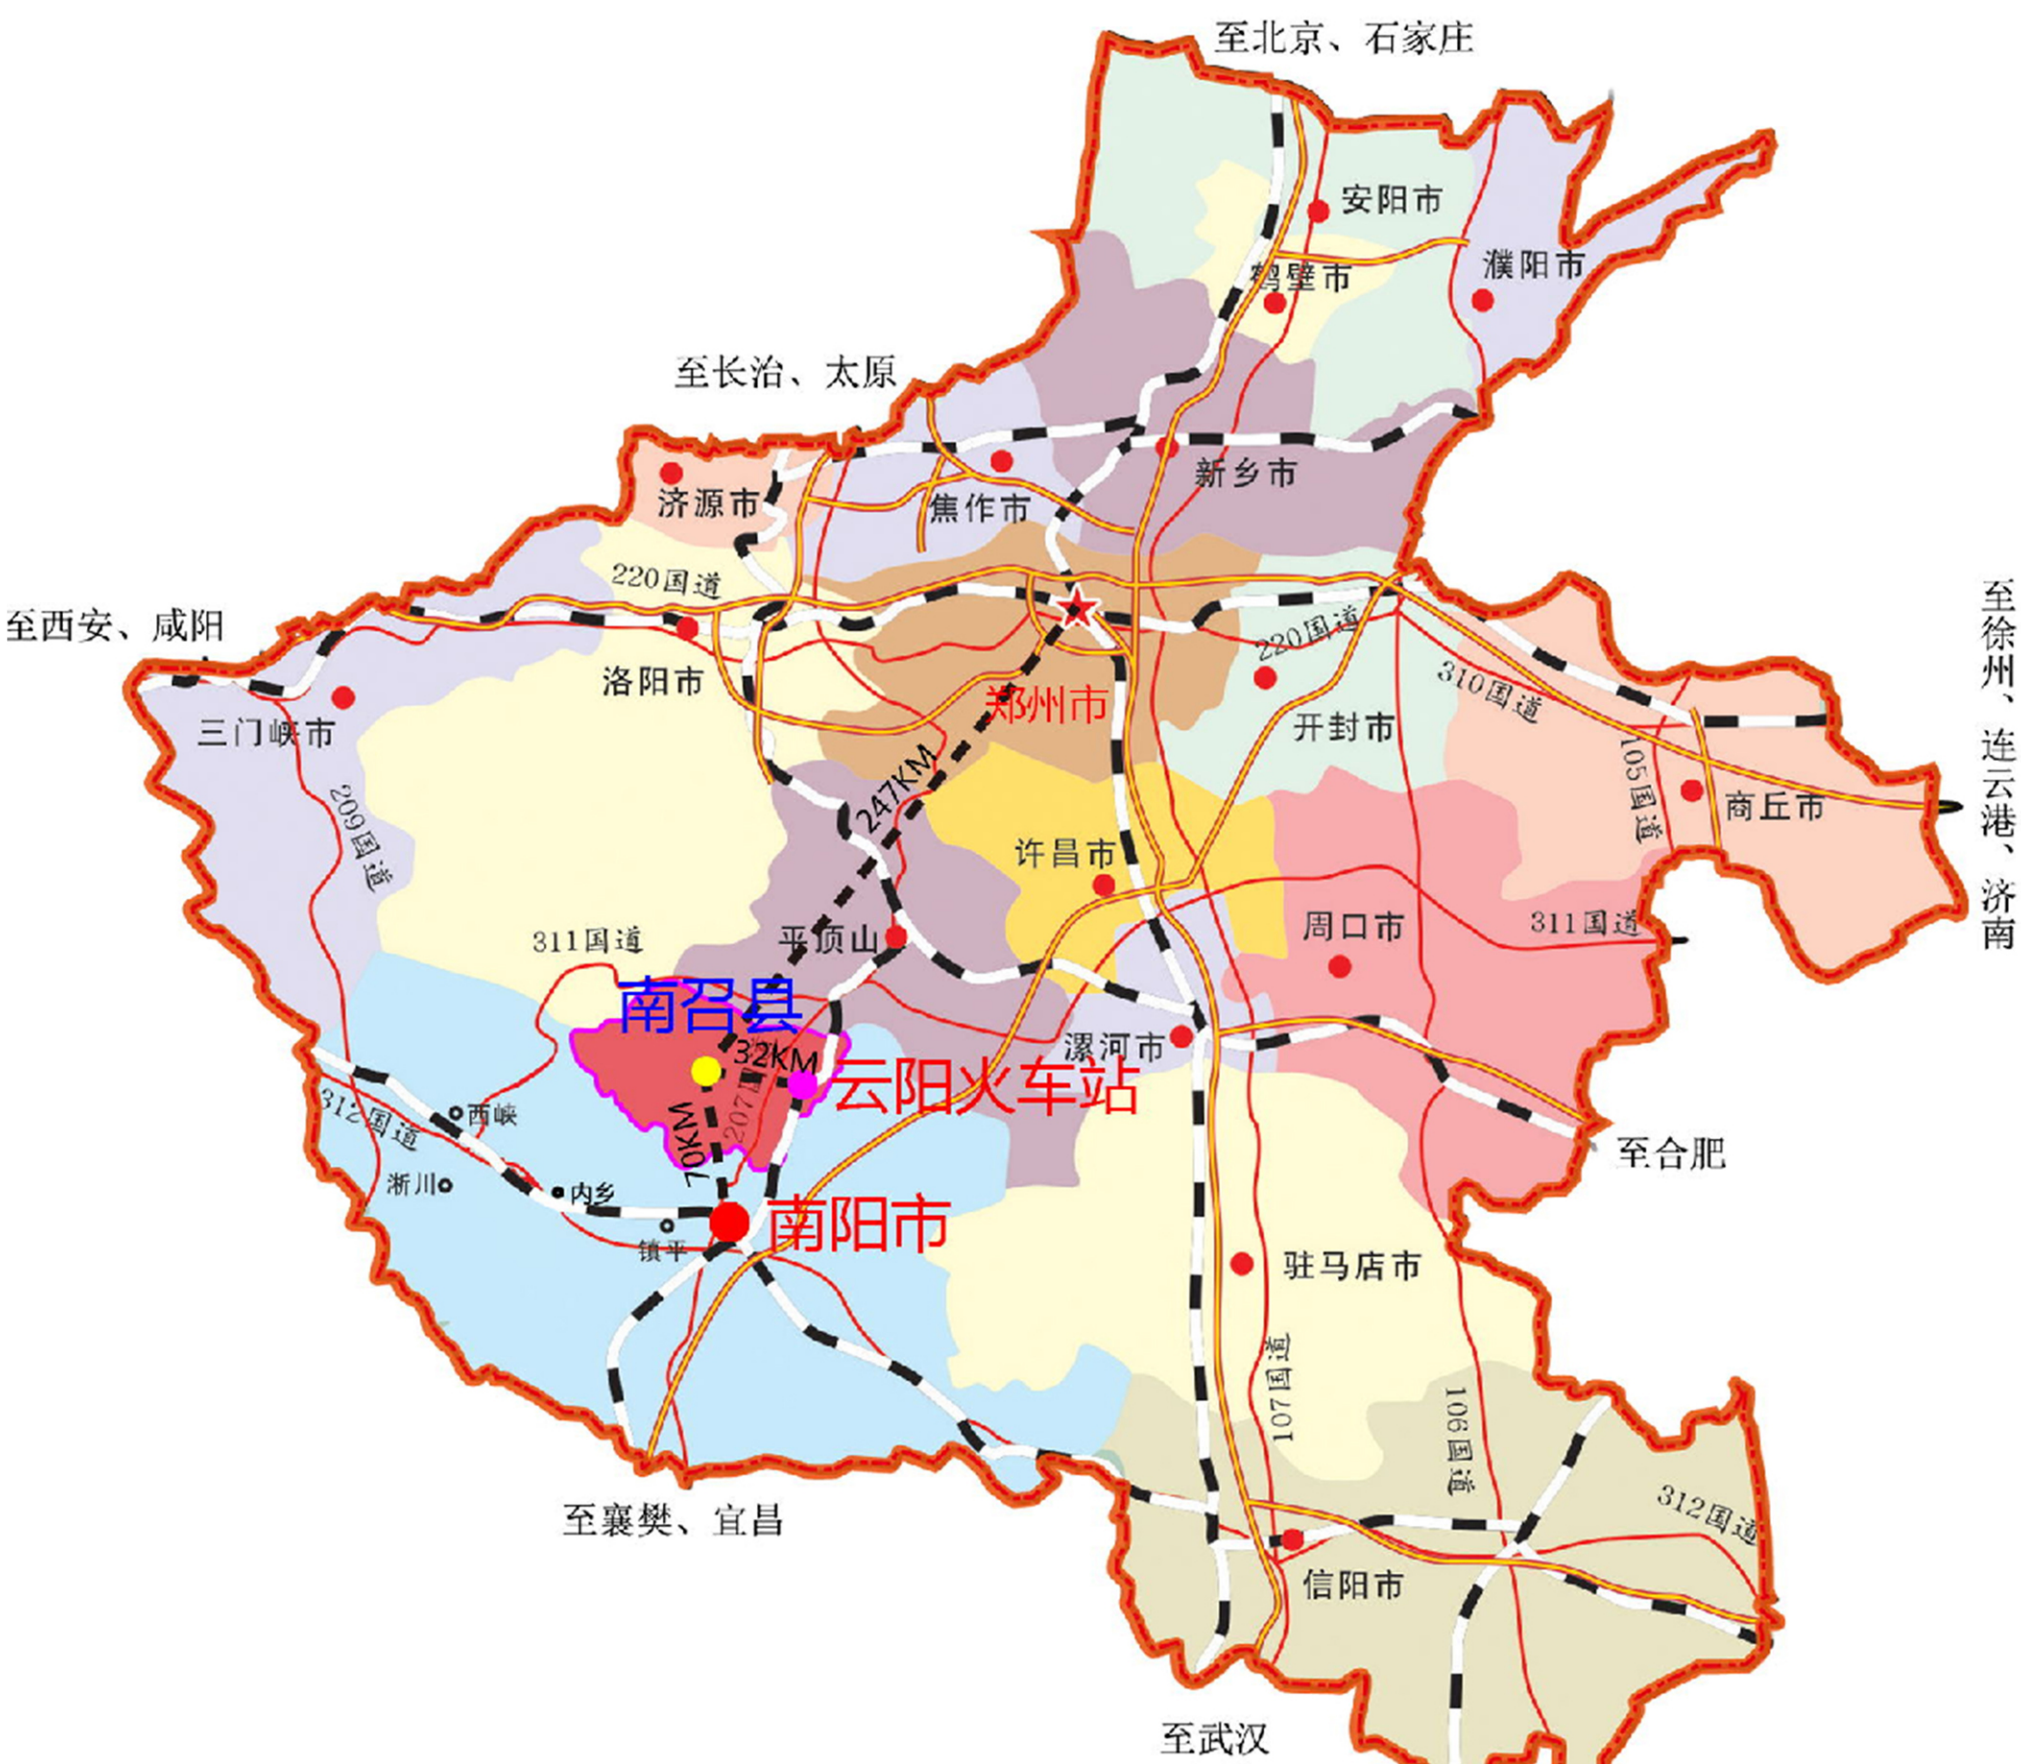 至北京、石家庄
安阳市
濮阳市
鹤壁市
至长治、太原
新乡市
济源市
焦作市
220国道
至西安、咸阳
至徐州、连云港、济南
220国道
洛阳市
310国道
郑州市
三门峡市
开封市
105国道
247KM
商丘市
209国道
许昌市
周口市
311国道
平顶山
311国道
南召县
32KM
漯河市
云阳火车站
207国
312国道
西峡
70KM
至合肥
淅川
内乡
南阳市
镇平
驻马店市
107国道
106国道
312国道
至襄樊、宜昌
信阳市
至武汉